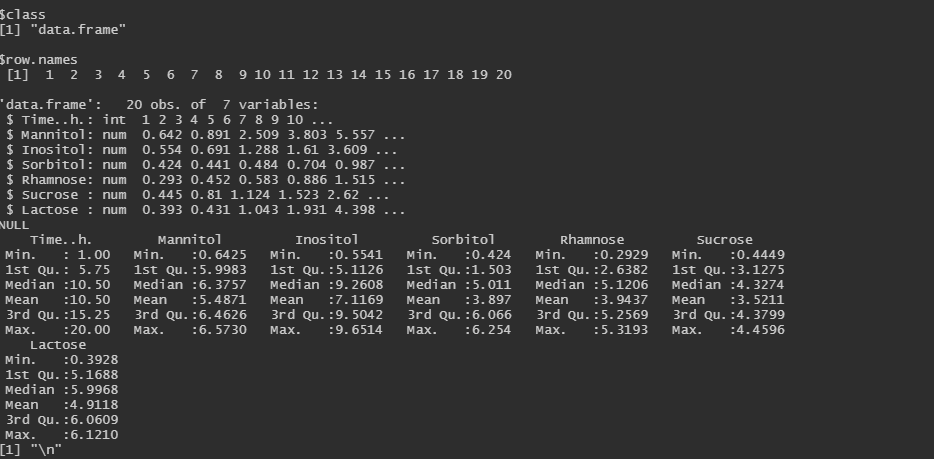 $class
[1] "data.frame"
$row.names
 [1]  1  2  3  4  5  6  7  8  9 10 11 12 13 14 15 16 17 18 19 20
'data.frame':   20 obs. of  7 variables:
 $ Time..h.: int  1 2 3 4 5 6 7 8 9 10 ...
 $ Mannitol: num  0.642 0.891 2.509 3.803 5.557 ...
 $ Inositol: num  0.554 0.691 1.288 1.61 3.609 ...
 $ Sorbitol: num  0.424 0.441 0.484 0.704 0.987 ...
 $ Rhamnose: num  0.293 0.452 0.583 0.886 1.515 ...
 $ Sucrose : num  0.445 0.81 1.124 1.523 2.62 ...
 $ Lactose : num  0.393 0.431 1.043 1.931 4.398 ...
NULL
    Time..h.        Mannitol         Inositol         Sorbitol        Rhamnose         Sucrose
 Min.   : 1.00   Min.   :0.6425   Min.   :0.5541   Min.   :0.424   Min.   :0.2929   Min.   :0.4449
 1st Qu.: 5.75   1st Qu.:5.9983   1st Qu.:5.1126   1st Qu.:1.503   1st Qu.:2.6382   1st Qu.:3.1275
 Median :10.50   Median :6.3757   Median :9.2608   Median :5.011   Median :5.1206   Median :4.3274
 Mean   :10.50   Mean   :5.4871   Mean   :7.1169   Mean   :3.897   Mean   :3.9437   Mean   :3.5211
 3rd Qu.:15.25   3rd Qu.:6.4626   3rd Qu.:9.5042   3rd Qu.:6.066   3rd Qu.:5.2569   3rd Qu.:4.3799
 Max.   :20.00   Max.   :6.5730   Max.   :9.6514   Max.   :6.254   Max.   :5.3193   Max.   :4.4596
    Lactose
 Min.   :0.3928
 1st Qu.:5.1688
 Median :5.9968
 Mean   :4.9118
 3rd Qu.:6.0609
 Max.   :6.1210
[1] "\n"